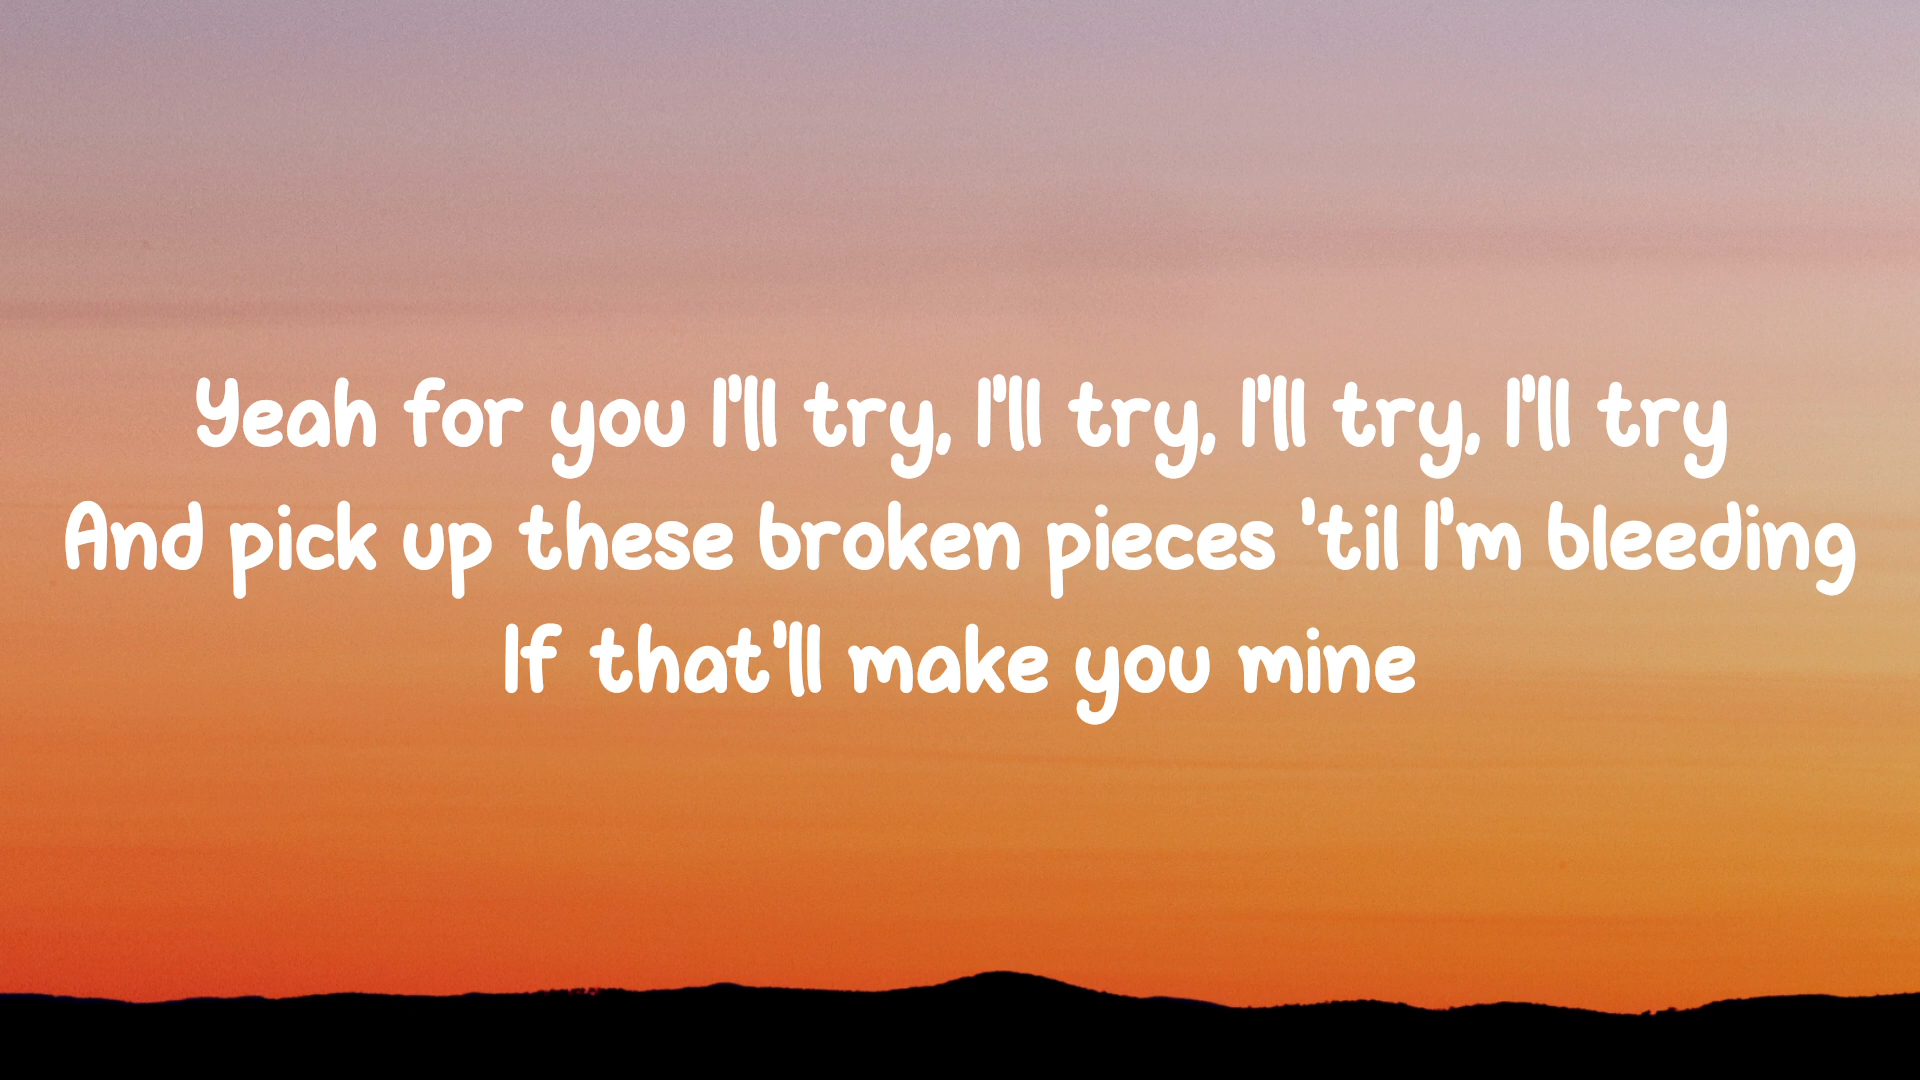 Yeah for you I'll try, I'll try, I'll try, I'll try
And pick up these broken pieces 'til I'm bleeding
If that'll make you mine